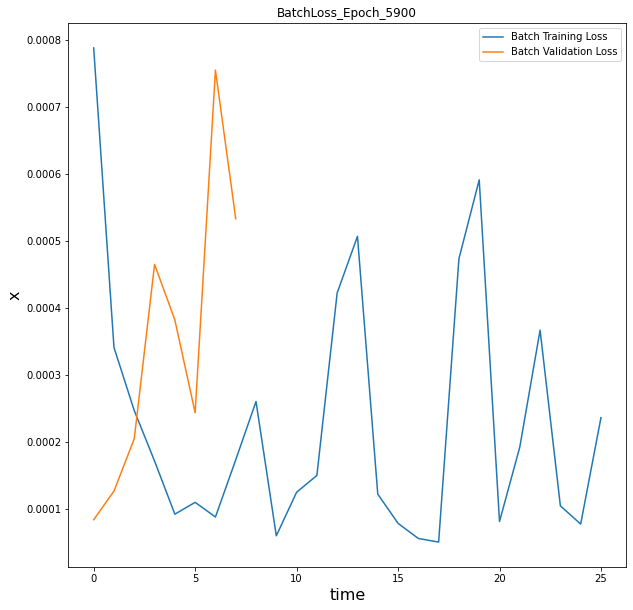 BatchLoss_Epoch_5900
Batch Training Loss
Batch Validation Loss
0.0008
0.0007
0.0006
0.0005
0.0004
0.0003
0.0002
0.0001
x
0 5 10 15 20 25
time